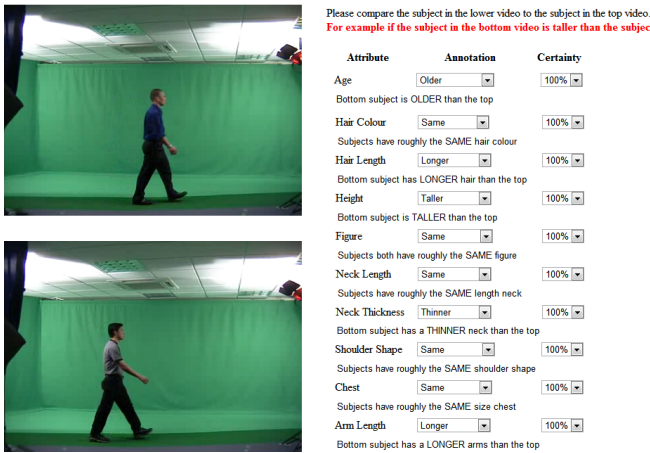 Please compare the subject in the lower video to the subject in the top video.
For example if the subject in the bottom video is taller than the subjec
Attribute Annotation Certainty
Age Older 100%
Bottom subject is OLDER than the top
Hair Colour Same 100%
Subjects have roughly the SAME hair colour
Hair Length Longer 100%
Bottom subject has LONGER hair than the top
Height Taller 100%
Bottom subject is TALLER than the top
Figure Same 100%
Subjects both have roughly the SAME figure
Neck Length Same 100%
Subjects have roughly the SAME length neck
Neck Thickness Thinner 100%
Bottom subject has a THINNER neck than the top
Shoulder Shape Same 100%
Subjects have roughly the SAME shoulder shape
Chest Same 100%
Subjects have roughly the SAME size chest
Arm Length Longer 100%
Bottom subject has a LONGER arms than the top